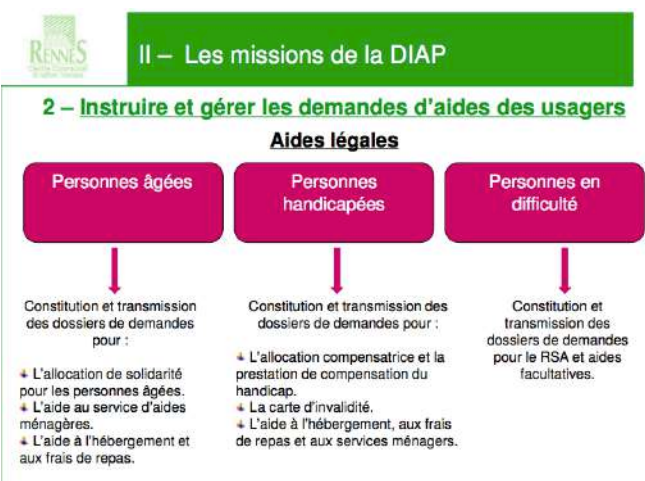 RENNES
II – Les missions de la DIAP
2 – Instruire et gérer les demandes d'aides des usagers
Aides légales
Personnes âgées
Constitution et transmission
des dossiers de demandes
pour :
L'allocation de solidarité
pour les personnes âgées.
L'aide au service d'aides
ménagères.
L'aide à l'hébergement et
aux frais de repas.
Personnes
handicapées
Constitution et transmission des
dossiers de demandes pour :
L'allocation compensatrice et la
prestation de compensation du
handicap.
La carte d'invalidité.
L'aide à l'hébergement, aux frais
de repas et aux services ménagers.
Personnes en
difficulté
Constitution et
transmission des
dossiers de demandes
pour le RSA et aides
facultatives.